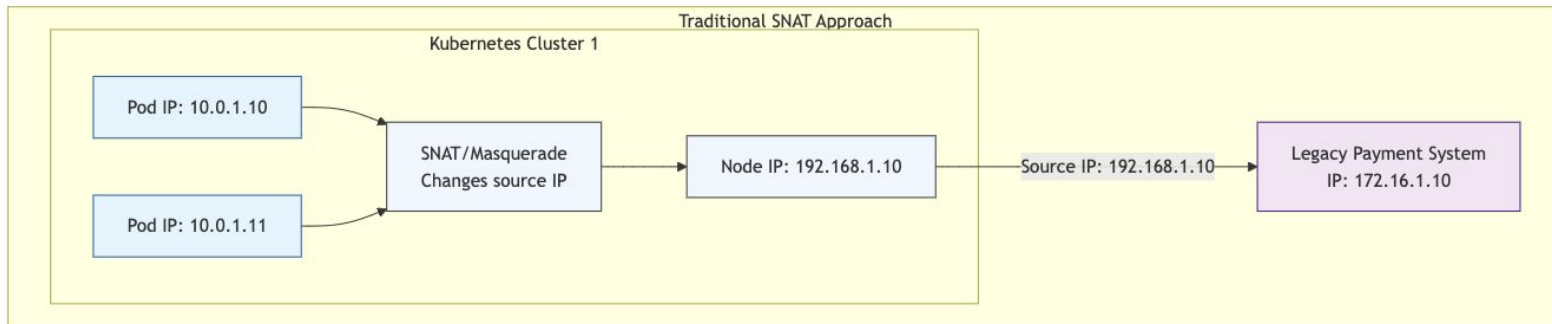 Traditional SNAT Approach
Kubernetes Cluster 1
Pod IP: 10.0.1.10
SNAT/Masquerade
Changes source IP
Node IP: 192.168.1.10
Source IP: 192.168.1.10
Legacy Payment System
IP: 172.16.1.10
Pod IP: 10.0.1.11